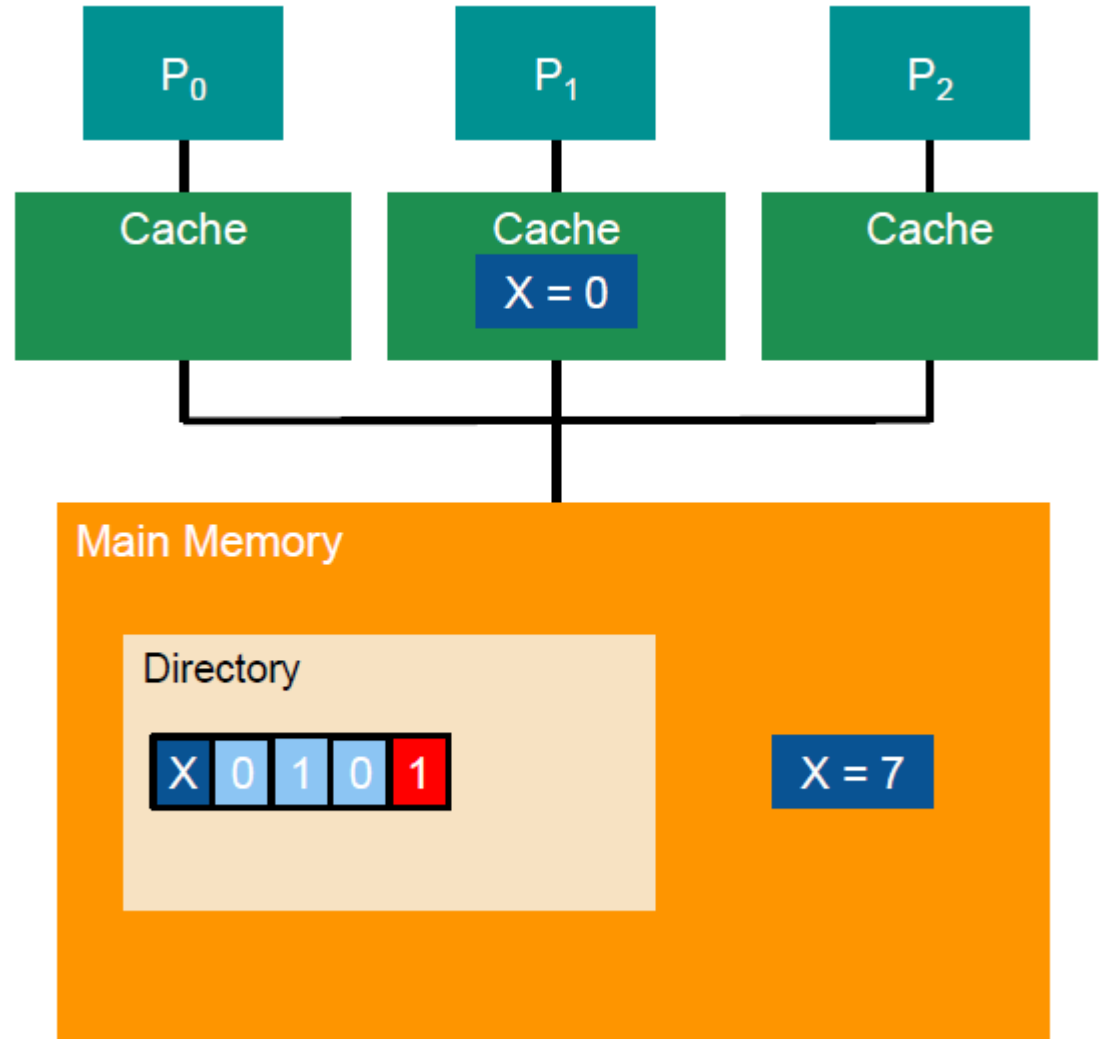 P₀ P₁ P₂
Cache Cache Cache
X = 0
Main Memory
Directory
X 0 1 0 1
X = 7